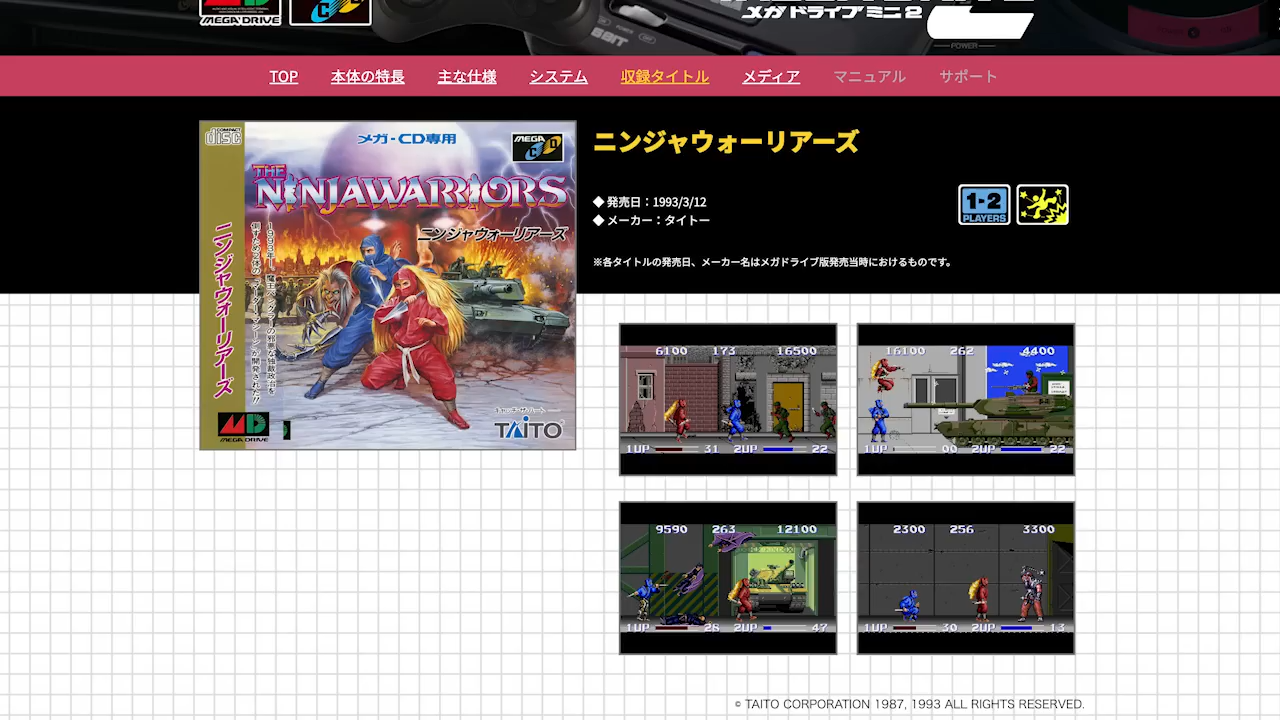 MEGA DRIVE
メガドライブ ミニ 2
POWER
TOP 本体の特長 主な仕様 システム 収録タイトル メディア マニュアル サポート
COMPACT disc
メガ-CD専用
MEGA CD
THE NINJAWARRIORS
ニンジャウォーリアーズ
ニンジャウォーリアーズ
MD
MEGA DRIVE
TAITO
ニンジャウォーリアーズ
◆ 発売日：1993/3/12
◆ メーカー：タイトー
1-2 PLAYERS
※各タイトルの発売日、メーカー名はメガドライブ版発売当時におけるものです。
6100 173 16500
1UP 31 2UP 22
16100 262 4400
1UP 00 2UP 22
9590 263 12100
1UP 28 2UP 47
2300 256 3300
1UP 30 2UP 13
© TAITO CORPORATION 1987, 1993 ALL RIGHTS RESERVED.